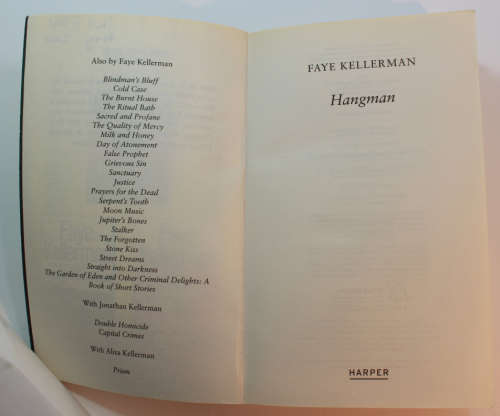 Also by Faye Kellerman
Blindman's Bluff
Cold Case
The Burnt House
The Ritual Bath
Sacred and Profane
The Quality of Mercy
Milk and Honey
Day of Atonement
False Prophet
Grievous Sin
Sanctuary
Justice
Prayers for the Dead
Serpent's Tooth
Moon Music
Jupiter's Bones
Stalker
The Forgotten
Stone Kiss
Street Dreams
Straight into Darkness
The Garden of Eden and Other Criminal Delights: A
Book of Short Stories
With Jonathan Kellerman
Double Homicide
Capital Crimes
With Aliza Kellerman
Prism
FAYE KELLERMAN
Hangman
HARPER